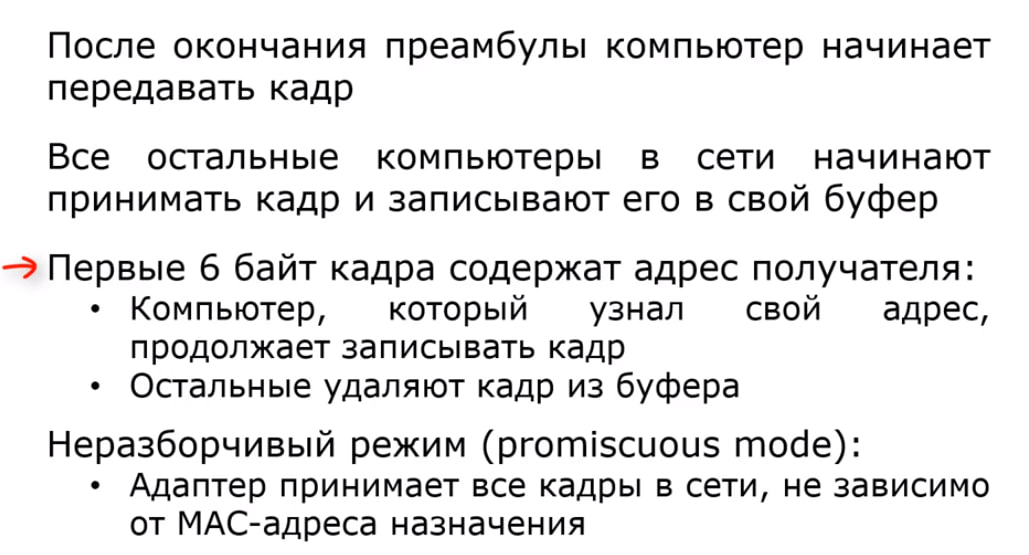 После окончания преамбулы компьютер начинает
передавать кадр
Все остальные компьютеры в сети начинают
принимать кадр и записывают его в свой буфер
Первые 6 байт кадра содержат адрес получателя:
• Компьютер, который узнал свой адрес,
продолжает записывать кадр
• Остальные удаляют кадр из буфера
Неразборчивый режим (promiscuous mode):
• Адаптер принимает все кадры в сети, не зависимо
от MAC-адреса назначения